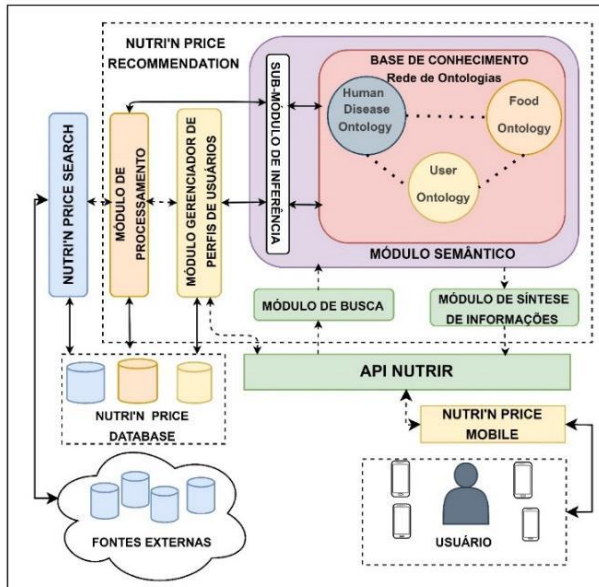 NUTRI'N PRICE
RECOMMENDATION
NUTRI'N PRICE SEARCH
MÓDULO DE
PROCESSAMENTO
MÓDULO GERENCIADOR DE
PERFIS DE USUÁRIOS
SUB-MÓDULO DE INFERÊNCIA
BASE DE CONHECIMENTO
Rede de Ontologias
Human
Disease
Ontology
Food
Ontology
User
Ontology
MÓDULO SEMÂNTICO
MÓDULO DE BUSCA
MÓDULO DE SÍNTESE
DE INFORMAÇÕES
API NUTRIR
NUTRI'N PRICE
DATABASE
NUTRI'N PRICE
MOBILE
FONTES EXTERNAS
USUÁRIO